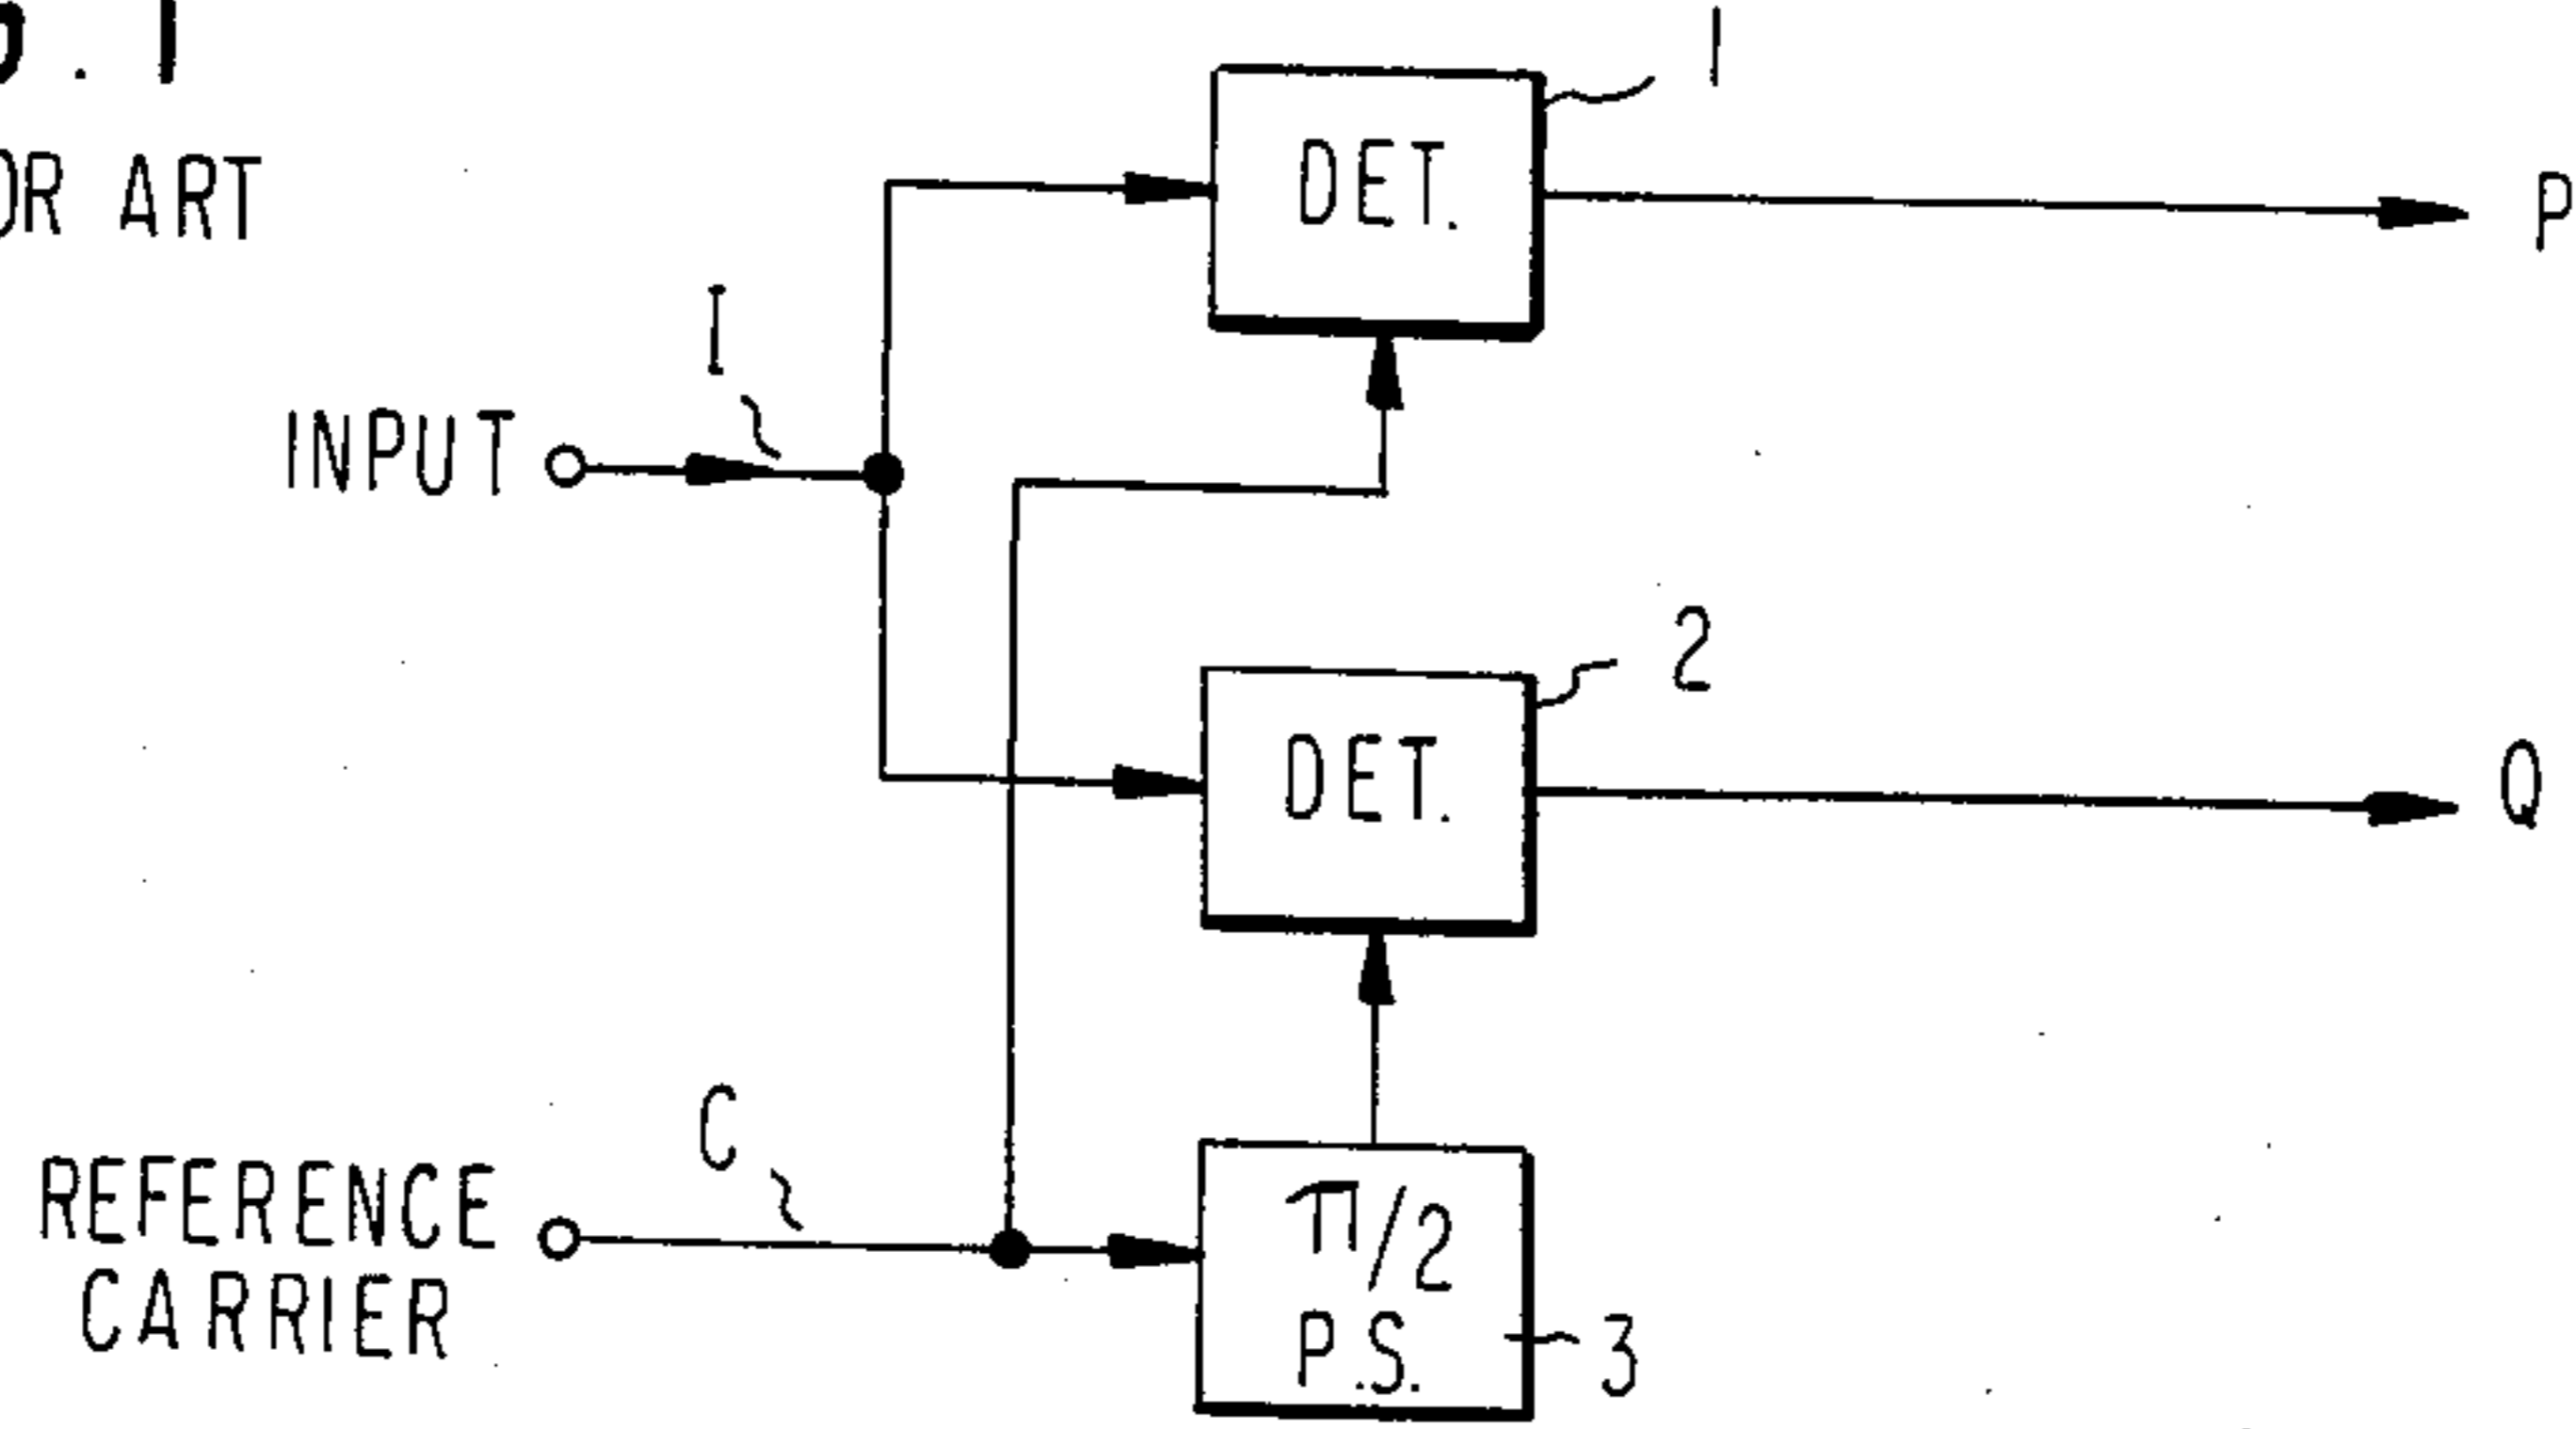 . 1
OR ART
1
DET.
P
I
INPUT
2
DET.
Q
C
REFERENCE
CARRIER
π/2
P.S.
3